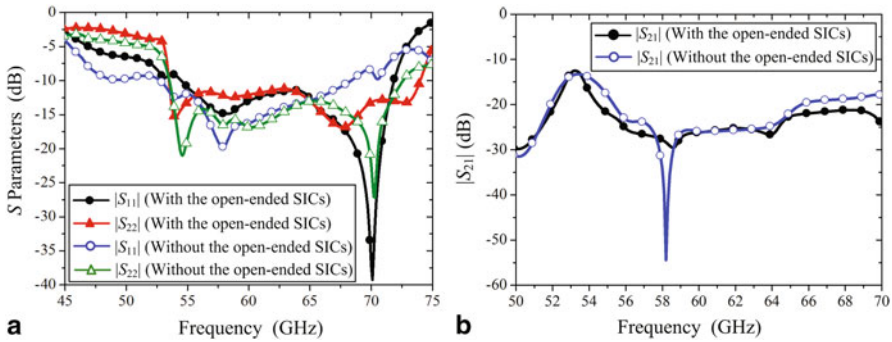 0
-5
-10
-15
-20
-25
-30
-35
-40
S Parameters (dB)
|S11| (With the open-ended SICs)
|S22| (With the open-ended SICs)
|S11| (Without the open-ended SICs)
|S22| (Without the open-ended SICs)
45 50 55 60 65 70 75
Frequency (GHz)
a
0
-10
-20
-30
-40
-50
-60
|S21| (dB)
|S21| (With the open-ended SICs)
|S21| (Without the open-ended SICs)
50 52 54 56 58 60 62 64 66 68 70
Frequency (GHz)
b